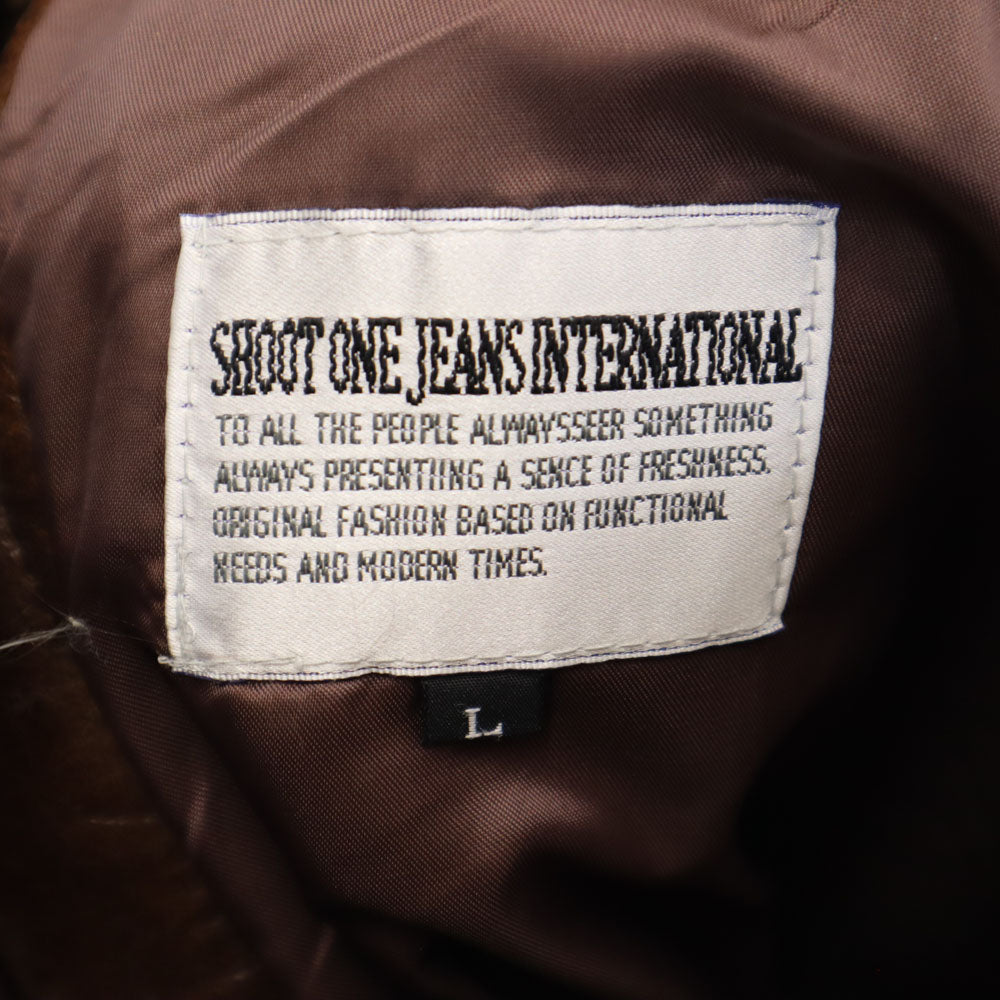 SHOOT ONE JEANS INTERNATIONAL
TO ALL THE PEOPLE ALWAYSSEER SOMETHING
ALWAYS PRESENTIING A SENCE OF FRESHNESS.
ORIGINAL FASHION BASED ON FUNCTIONAL
NEEDS AND MODERN TIMES.
L